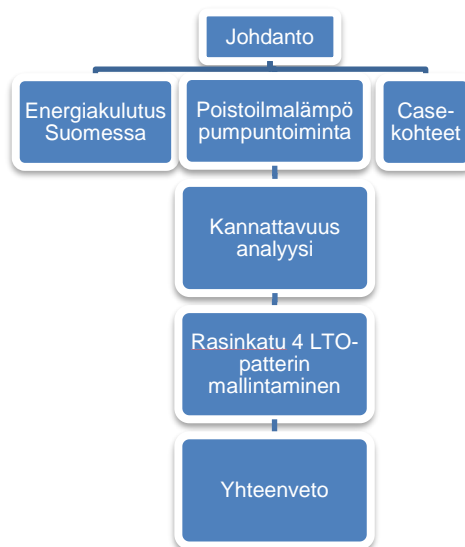 Johdanto
Energiakulutus
Suomessa
Poistoilmalämpö
pumpuntoiminta
Case-
kohteet
Kannattavuus
analyysi
Rasinkatu 4 LTO-
patterin
mallintaminen
Yhteenveto